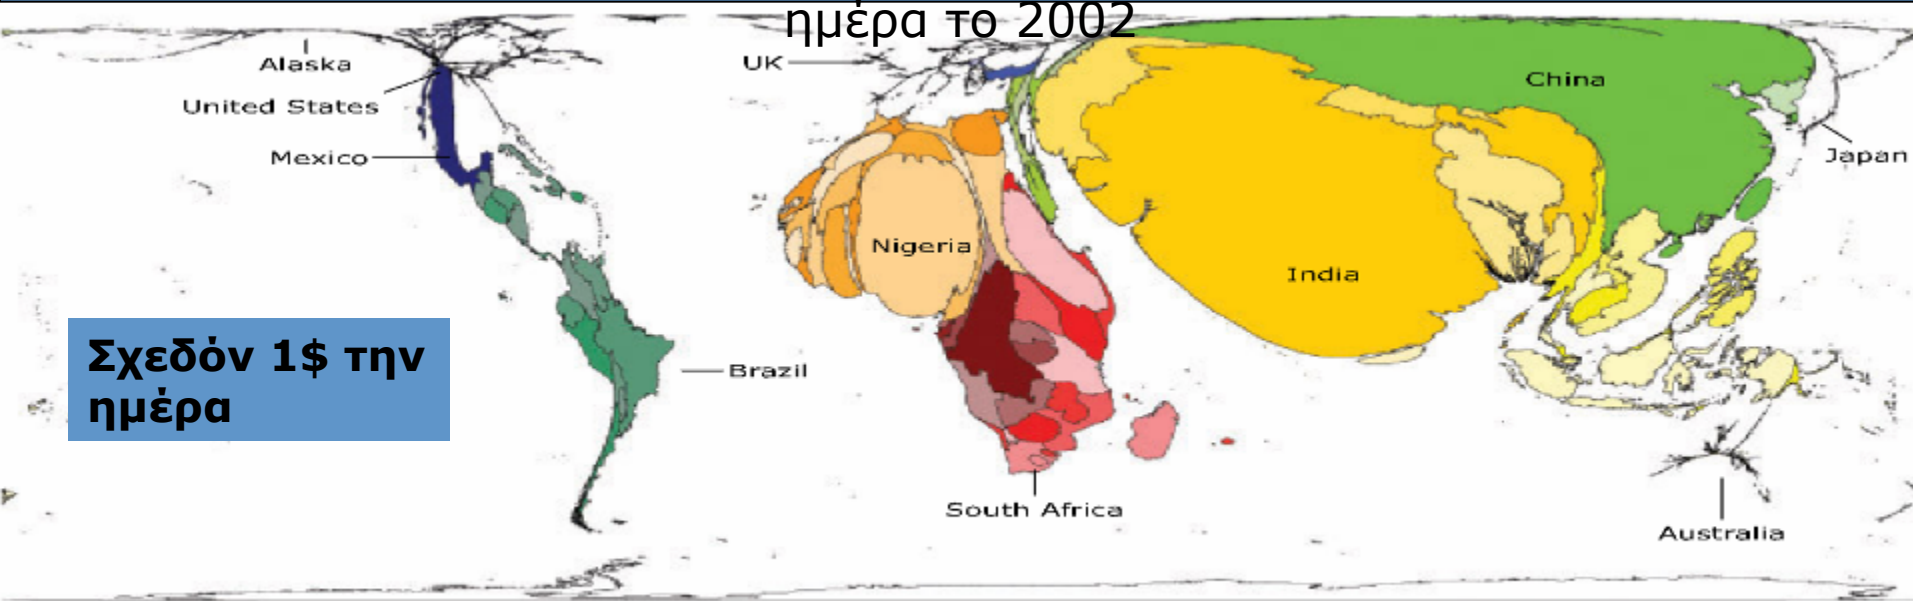 ημέρα το 2002
Alaska
UK
China
United States
Mexico
Japan
Nigeria
India
Σχεδόν 1$ την
ημέρα
Brazil
South Africa
Australia